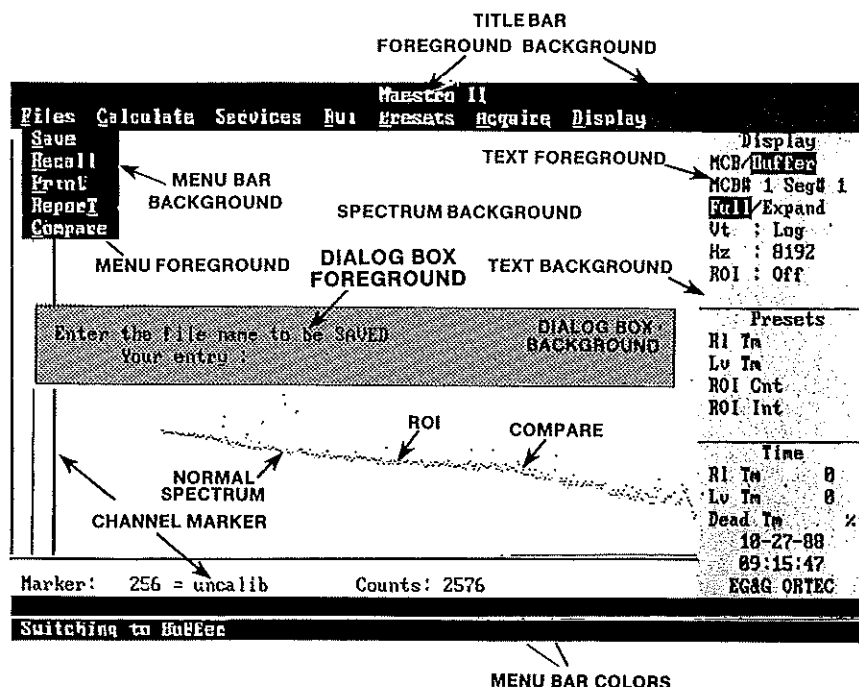 TITLE BAR
FOREGROUND BACKGROUND
Maestro II
Files Calculate Services Roi Presets Acquire Display
Save
Recall
Print
ReporT
Compare
MENU BAR
BACKGROUND
MENU FOREGROUND
TEXT FOREGROUND
SPECTRUM BACKGROUND
DIALOG BOX
FOREGROUND
TEXT BACKGROUND
Display
MCB/Buffer
MCB# 1 Seg# 1
Full/Expand
Vt : Log
Hz : 8192
ROI : Off
Enter the file name to be SAVED
Your entry :
DIALOG BOX
BACKGROUND
Presets
Rl Tm
Lv Tm
ROI Cnt
ROI Int
ROI
COMPARE
NORMAL
SPECTRUM
CHANNEL MARKER
Time
Rl Tm 0
Lv Tm 0
Dead Tm %
10-27-88
09:15:47
EG&G ORTEC
Marker: 256 = uncalib Counts: 2576
Switching to Buffer
MENU BAR COLORS